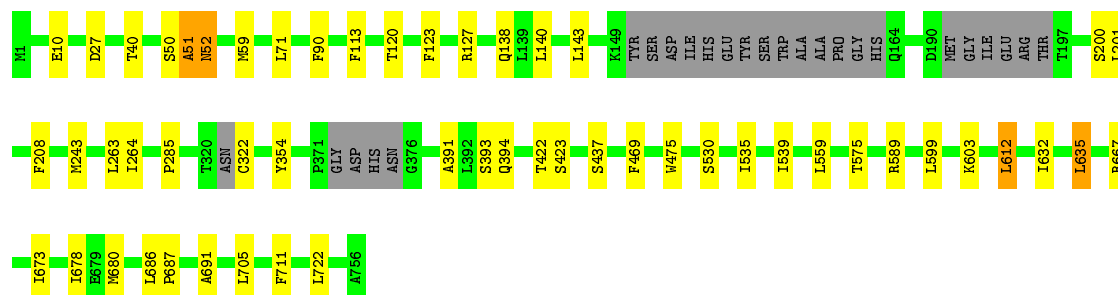 M1 E10 D27 T40 S50 A51 N52 M59 L71 F90 F113 T120 F123 R127 Q138 L139 L140 L143 K149 TYR SER ASP ILE HIS GLU TYR SER TRP ALA ALA PRO GLY HIS Q164 D190 MET GLY ILE GLU ARG THR T197 S200 L201
F208 M243 L263 I264 P285 T320 ASN C322 Y354 P371 GLY ASP HIS ASN G376 A391 L392 S393 Q394 T422 S423 S437 F469 W475 S530 I535 I539 L559 T575 R589 L599 K603 L612 I632 L635 R667
I673 I678 E679 M680 L686 P687 A691 L705 F711 L722 A756